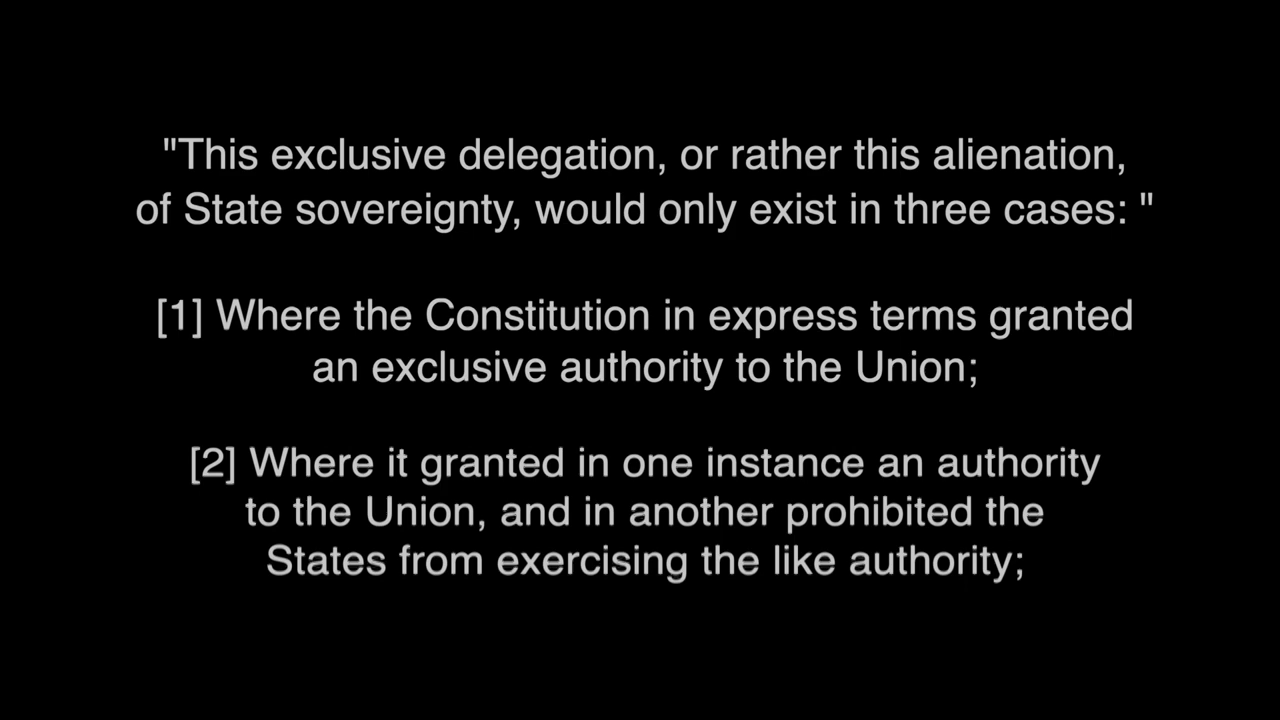 "This exclusive delegation, or rather this alienation,
of State sovereignty, would only exist in three cases: "
[1] Where the Constitution in express terms granted
an exclusive authority to the Union;
[2] Where it granted in one instance an authority
to the Union, and in another prohibited the
States from exercising the like authority;